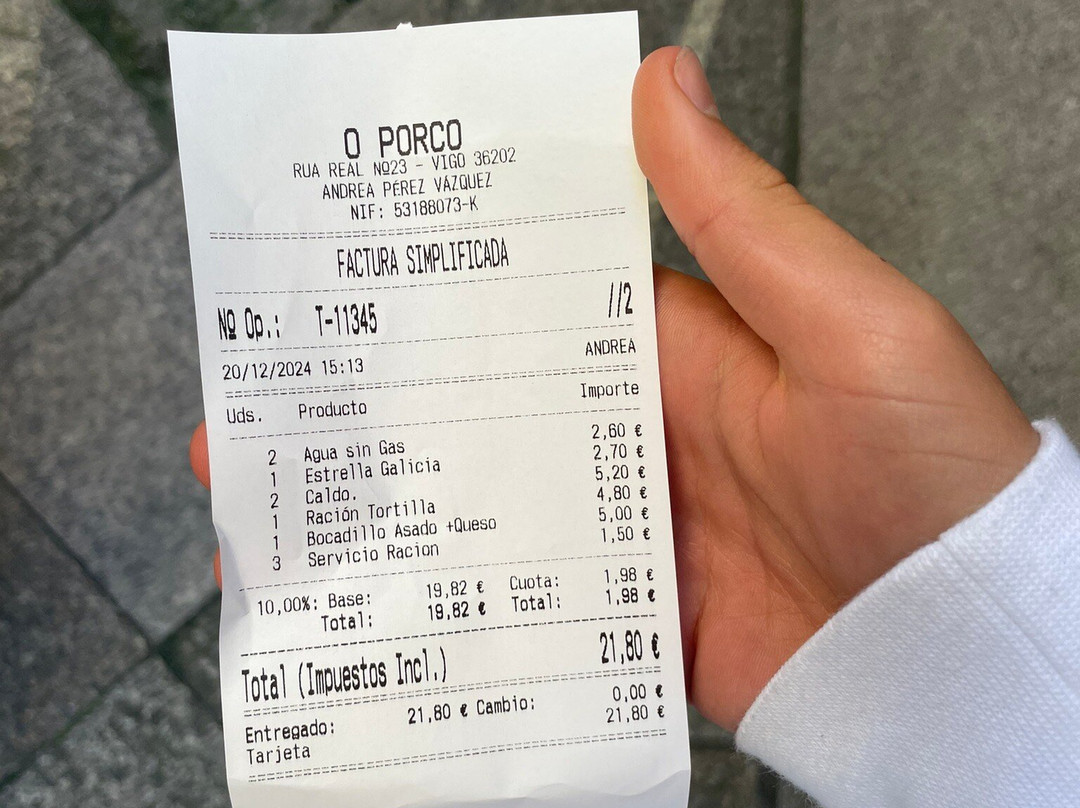 O PORCO
RUA REAL Nº23 - VIGO 36202
ANDREA PÉREZ VÁZQUEZ
NIF: 53188073-K
FACTURA SIMPLIFICADA
Nº Op.: T-11345 //2
20/12/2024 15:13 ANDREA
Uds. Producto Importe
2 Agua sin Gas 2,60 €
1 Estrella Galicia 2,70 €
2 Caldo. 5,20 €
1 Ración Tortilla 4,80 €
1 Bocadillo Asado +Queso 5,00 €
3 Servicio Racion 1,50 €
10,00%: Base: 19,82 € Cuota: 1,98 €
Total: 19,82 € Total: 1,98 €
Total (Impuestos Incl.) 21,80 €
Entregado: 21,80 € Cambio: 0,00 €
Tarjeta 21,80 €